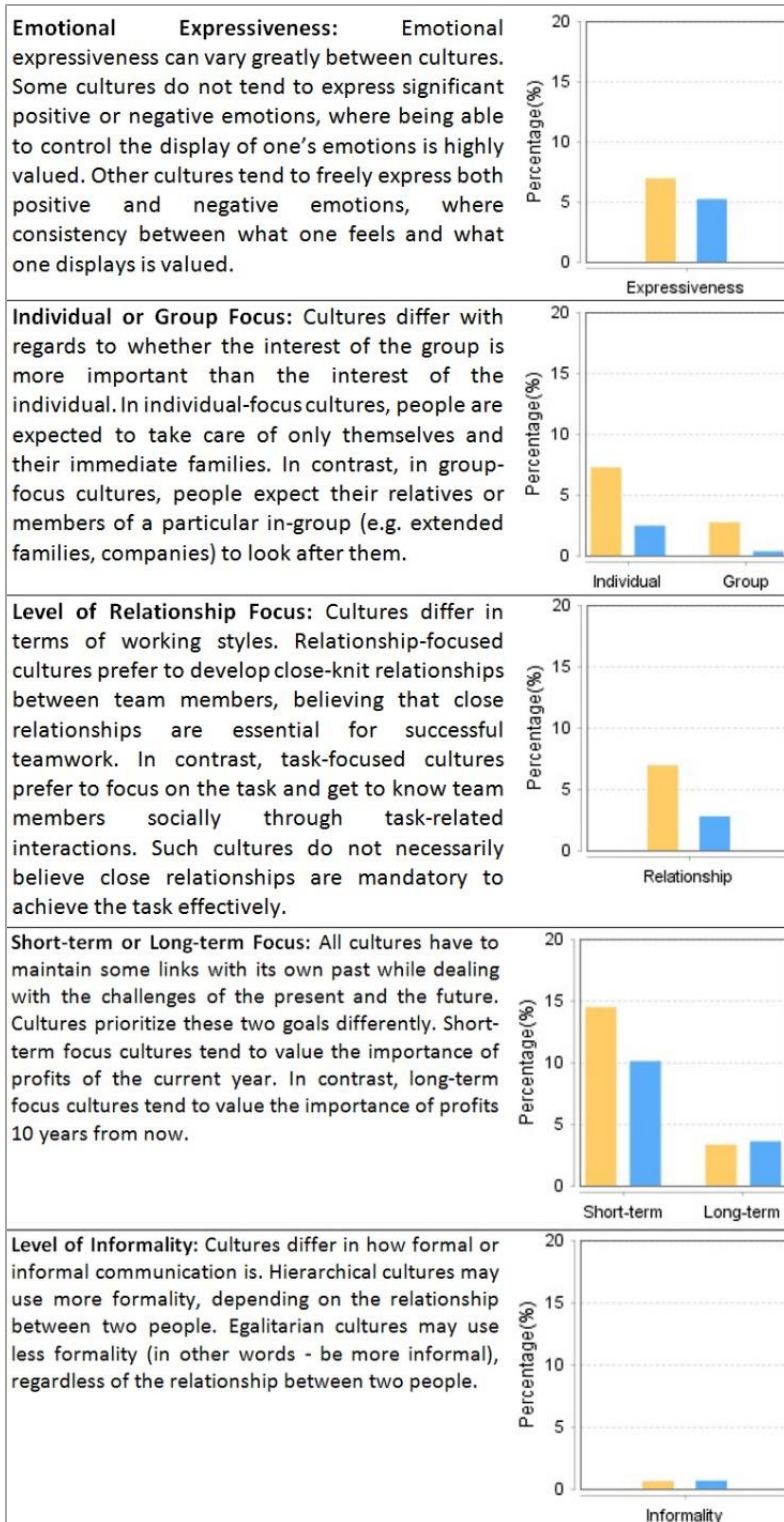 Emotional Expressiveness: Emotional
expressiveness can vary greatly between cultures.
Some cultures do not tend to express significant
positive or negative emotions, where being able
to control the display of one's emotions is highly
valued. Other cultures tend to freely express both
positive and negative emotions, where
consistency between what one feels and what
one displays is valued.
20
15
10
5
0
Percentage(%)
Expressiveness
Individual or Group Focus: Cultures differ with
regards to whether the interest of the group is
more important than the interest of the
individual. In individual-focus cultures, people are
expected to take care of only themselves and
their immediate families. In contrast, in group-
focus cultures, people expect their relatives or
members of a particular in-group (e.g. extended
families, companies) to look after them.
20
15
10
5
0
Percentage(%)
Individual Group
Level of Relationship Focus: Cultures differ in
terms of working styles. Relationship-focused
cultures prefer to develop close-knit relationships
between team members, believing that close
relationships are essential for successful
teamwork. In contrast, task-focused cultures
prefer to focus on the task and get to know team
members socially through task-related
interactions. Such cultures do not necessarily
believe close relationships are mandatory to
achieve the task effectively.
20
15
10
5
0
Percentage(%)
Relationship
Short-term or Long-term Focus: All cultures have to
maintain some links with its own past while dealing
with the challenges of the present and the future.
Cultures prioritize these two goals differently. Short-
term focus cultures tend to value the importance of
profits of the current year. In contrast, long-term
focus cultures tend to value the importance of profits
10 years from now.
20
15
10
5
0
Percentage(%)
Short-term Long-term
Level of Informality: Cultures differ in how formal or
informal communication is. Hierarchical cultures may
use more formality, depending on the relationship
between two people. Egalitarian cultures may use
less formality (in other words - be more informal),
regardless of the relationship between two people.
20
15
10
5
0
Percentage(%)
Informality